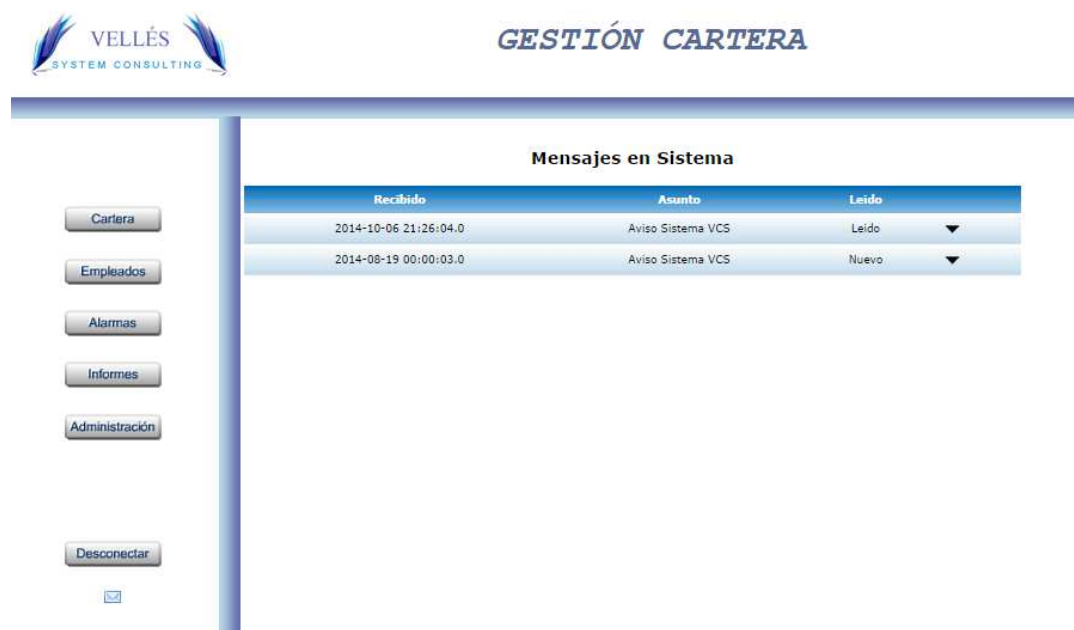 VELLÉS
SYSTEM CONSULTING
GESTIÓN CARTERA
Mensajes en Sistema
Recibido Asunto Leido
2014-10-06 21:26:04.0 Aviso Sistema VCS Leído
2014-08-19 00:00:03.0 Aviso Sistema VCS Nuevo
Cartera
Empleados
Alarmas
Informes
Administración
Desconectar